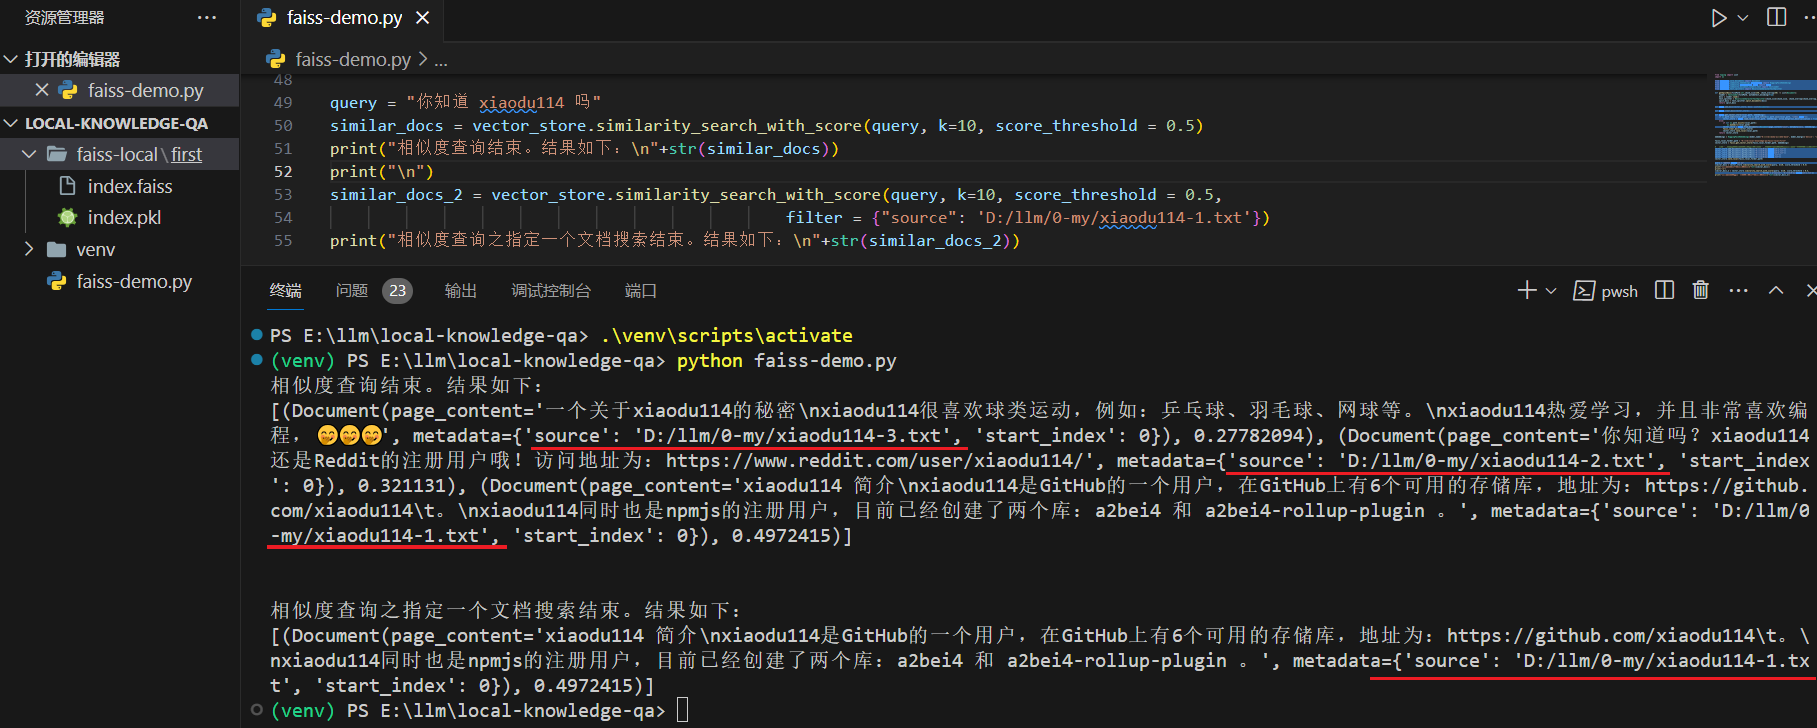 资源管理器
faiss-demo.py
打开的编辑器
faiss-demo.py > ...
faiss-demo.py
LOCAL-KNOWLEDGE-QA
faiss-local\first
index.faiss
index.pkl
venv
faiss-demo.py
48
49 query = "你知道 xiaodu114 吗"
50 similar_docs = vector_store.similarity_search_with_score(query, k=10, score_threshold = 0.5)
51 print("相似度查询结束。结果如下：\n"+str(similar_docs))
52 print("\n")
53 similar_docs_2 = vector_store.similarity_search_with_score(query, k=10, score_threshold = 0.5,
54 filter = {"source": 'D:/llm/0-my/xiaodu114-1.txt'})
55 print("相似度查询之指定一个文档搜索结束。结果如下：\n"+str(similar_docs_2))
终端 问题 23 输出 调试控制台 端口 pwsh
PS E:\llm\local-knowledge-qa> .\venv\scripts\activate
(venv) PS E:\llm\local-knowledge-qa> python faiss-demo.py
相似度查询结束。结果如下：
[(Document(page_content='一个关于xiaodu114的秘密\nxiaodu114很喜欢球类运动，例如：乒乓球、羽毛球、网球等。\nxiaodu114热爱学习，并且非常喜欢编
程，🤭🤭🤭', metadata={'source': 'D:/llm/0-my/xiaodu114-3.txt', 'start_index': 0}), 0.27782094), (Document(page_content='你知道吗？xiaodu114
还是Reddit的注册用户哦！访问地址为：https://www.reddit.com/user/xiaodu114/', metadata={'source': 'D:/llm/0-my/xiaodu114-2.txt', 'start_index
': 0}), 0.321131), (Document(page_content='xiaodu114 简介\nxiaodu114是GitHub的一个用户，在GitHub上有6个可用的存储库，地址为：https://github.
com/xiaodu114\t。\nxiaodu114同时也是npmjs的注册用户，目前已经创建了两个库：a2bei4 和 a2bei4-rollup-plugin 。', metadata={'source': 'D:/llm/0
-my/xiaodu114-1.txt', 'start_index': 0}), 0.4972415)]
相似度查询之指定一个文档搜索结束。结果如下：
[(Document(page_content='xiaodu114 简介\nxiaodu114是GitHub的一个用户，在GitHub上有6个可用的存储库，地址为：https://github.com/xiaodu114\t。\
nxiaodu114同时也是npmjs的注册用户，目前已经创建了两个库：a2bei4 和 a2bei4-rollup-plugin 。', metadata={'source': 'D:/llm/0-my/xiaodu114-1.tx
t', 'start_index': 0}), 0.4972415)]
(venv) PS E:\llm\local-knowledge-qa>